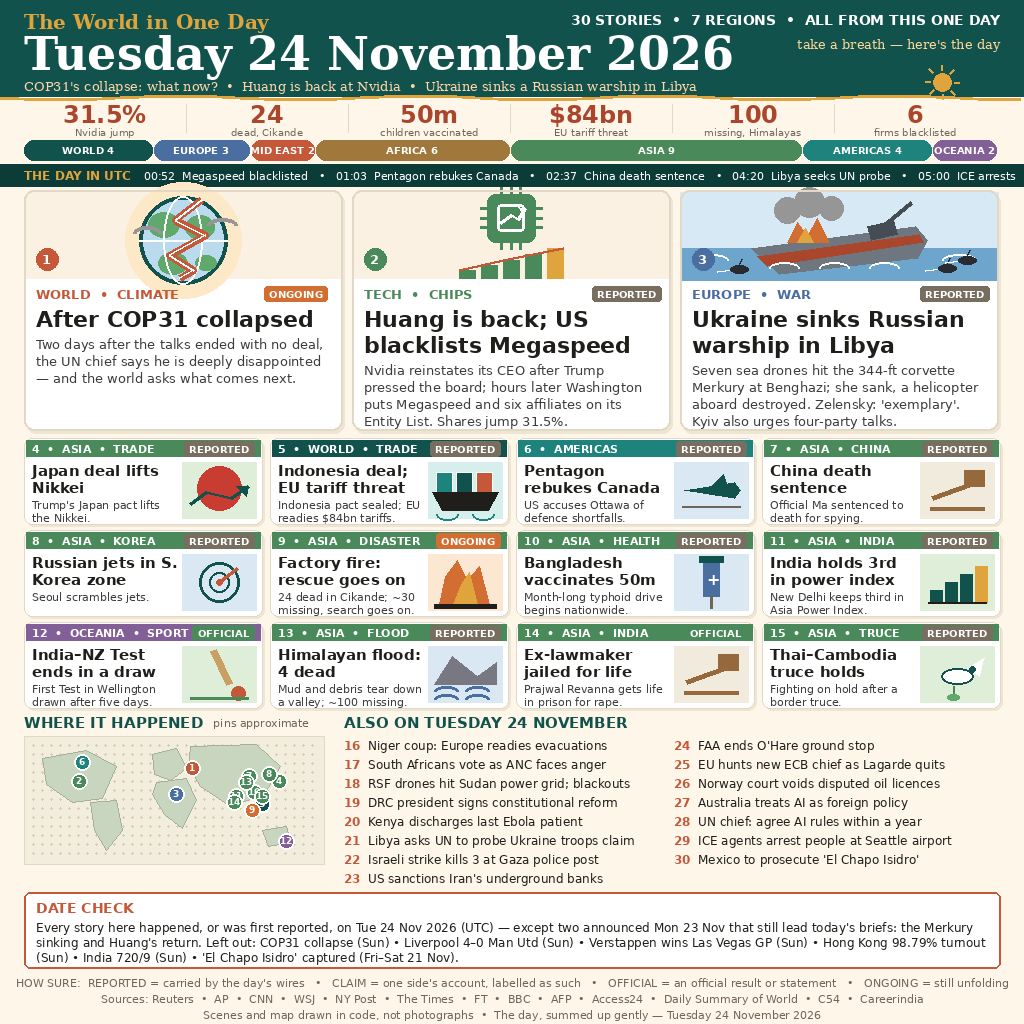 The World in One Day
Tuesday 24 November 2026
COP31's collapse: what now? • Huang is back at Nvidia • Ukraine sinks a Russian warship in Libya
30 STORIES • 7 REGIONS • ALL FROM THIS ONE DAY
take a breath — here's the day
31.5%
Nvidia jump
24
dead, Cikande
50m
children vaccinated
$84bn
EU tariff threat
100
missing, Himalayas
6
firms blacklisted
WORLD 4
EUROPE 3
MID EAST 2
AFRICA 6
ASIA 9
AMERICAS 4
OCEANIA 2
THE DAY IN UTC 00:52 Megaspeed blacklisted • 01:03 Pentagon rebukes Canada • 02:37 China death sentence • 04:20 Libya seeks UN probe • 05:00 ICE arrests
1
WORLD • CLIMATE
ONGOING
After COP31 collapsed
Two days after the talks ended with no deal,
the UN chief says he is deeply disappointed
— and the world asks what comes next.
2
TECH • CHIPS
REPORTED
Huang is back; US
blacklists Megaspeed
Nvidia reinstates its CEO after Trump
pressed the board; hours later Washington
puts Megaspeed and six affiliates on its
Entity List. Shares jump 31.5%.
3
EUROPE • WAR
REPORTED
Ukraine sinks Russian
warship in Libya
Seven sea drones hit the 344-ft corvette
Merkury at Benghazi; she sank, a helicopter
aboard destroyed. Zelensky: 'exemplary'.
Kyiv also urges four-party talks.
4 • ASIA • TRADE
REPORTED
Japan deal lifts
Nikkei
Trump's Japan pact lifts
the Nikkei.
5 • WORLD • TRADE
REPORTED
Indonesia deal;
EU tariff threat
Indonesia pact sealed; EU
readies $84bn tariffs.
6 • AMERICAS
REPORTED
Pentagon
rebukes Canada
US accuses Ottawa of
defence shortfalls.
7 • ASIA • CHINA
REPORTED
China death
sentence
Official Ma sentenced to
death for spying.
8 • ASIA • KOREA
REPORTED
Russian jets in S.
Korea zone
Seoul scrambles jets.
9 • ASIA • DISASTER
ONGOING
Factory fire:
rescue goes on
24 dead in Cikande; ~30
missing, search goes on.
10 • ASIA • HEALTH
REPORTED
Bangladesh
vaccinates 50m
Month-long typhoid drive
begins nationwide.
11 • ASIA • INDIA
REPORTED
India holds 3rd
in power index
New Delhi keeps third in
Asia Power Index.
12 • OCEANIA • SPORT
OFFICIAL
India–NZ Test
ends in a draw
First Test in Wellington
drawn after five days.
13 • ASIA • FLOOD
REPORTED
Himalayan flood:
4 dead
Mud and debris tear down
a valley; ~100 missing.
14 • ASIA • INDIA
OFFICIAL
Ex-lawmaker
jailed for life
Prajwal Revanna gets life
in prison for rape.
15 • ASIA • TRUCE
REPORTED
Thai-Cambodia
truce holds
Fighting on hold after a
border truce.
WHERE IT HAPPENED pins approximate
6
2
1
3
8
4
13
14
15
9
12
ALSO ON TUESDAY 24 NOVEMBER
16 Niger coup: Europe readies evacuations
17 South Africans vote as ANC faces anger
18 RSF drones hit Sudan power grid; blackouts
19 DRC president signs constitutional reform
20 Kenya discharges last Ebola patient
21 Libya asks UN to probe Ukraine troops claim
22 Israeli strike kills 3 at Gaza police post
23 US sanctions Iran's underground banks
24 FAA ends O'Hare ground stop
25 EU hunts new ECB chief as Lagarde quits
26 Norway court voids disputed oil licences
27 Australia treats AI as foreign policy
28 UN chief: agree AI rules within a year
29 ICE agents arrest people at Seattle airport
30 Mexico to prosecute 'El Chapo Isidro'
DATE CHECK
Every story here happened, or was first reported, on Tue 24 Nov 2026 (UTC) — except two announced Mon 23 Nov that still lead today's briefs: the Merkury
sinking and Huang's return. Left out: COP31 collapse (Sun) • Liverpool 4–0 Man Utd (Sun) • Verstappen wins Las Vegas GP (Sun) • Hong Kong 98.79% turnout
(Sun) • India 720/9 (Sun) • 'El Chapo Isidro' captured (Fri–Sat 21 Nov).
HOW SURE: REPORTED = carried by the day's wires • CLAIM = one side's account, labelled as such • OFFICIAL = an official result or statement • ONGOING = still unfolding
Sources: Reuters • AP • CNN • WSJ • NY Post • The Times • FT • BBC • AFP • Access24 • Daily Summary of World • C54 • Careerindia
Scenes and map drawn in code, not photographs • The day, summed up gently — Tuesday 24 November 2026